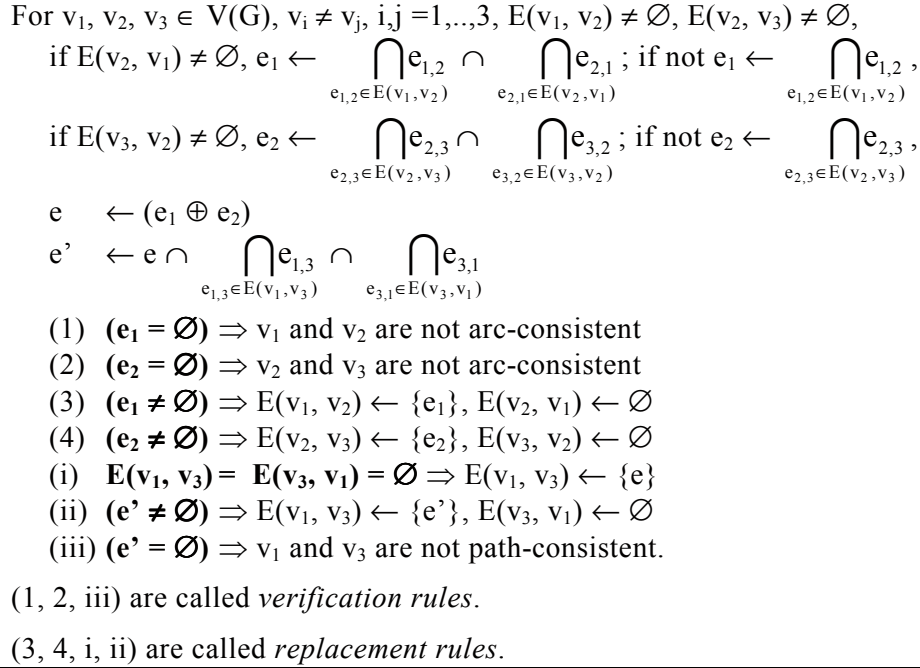 For v₁, v₂, v₃ ∈ V(G), vᵢ ≠ vⱼ, i,j =1,..,3, E(v₁, v₂) ≠ ∅, E(v₂, v₃) ≠ ∅,
if E(v₂, v₁) ≠ ∅, e₁ ← ⋂_{e₁,₂∈E(v₁,v₂)} e₁,₂ ∩ ⋂_{e₂,₁∈E(v₂,v₁)} e₂,₁ ; if not e₁ ← ⋂_{e₁,₂∈E(v₁,v₂)} e₁,₂ ,
if E(v₃, v₂) ≠ ∅, e₂ ← ⋂_{e₂,₃∈E(v₂,v₃)} e₂,₃ ∩ ⋂_{e₃,₂∈E(v₃,v₂)} e₃,₂ ; if not e₂ ← ⋂_{e₂,₃∈E(v₂,v₃)} e₂,₃ ,
e ← (e₁ ⊕ e₂)
e’ ← e ∩ ⋂_{e₁,₃∈E(v₁,v₃)} e₁,₃ ∩ ⋂_{e₃,₁∈E(v₃,v₁)} e₃,₁
(1) (e₁ = ∅) ⇒ v₁ and v₂ are not arc-consistent
(2) (e₂ = ∅) ⇒ v₂ and v₃ are not arc-consistent
(3) (e₁ ≠ ∅) ⇒ E(v₁, v₂) ← {e₁}, E(v₂, v₁) ← ∅
(4) (e₂ ≠ ∅) ⇒ E(v₂, v₃) ← {e₂}, E(v₃, v₂) ← ∅
(i) E(v₁, v₃) = E(v₃, v₁) = ∅ ⇒ E(v₁, v₃) ← {e}
(ii) (e’ ≠ ∅) ⇒ E(v₁, v₃) ← {e’}, E(v₃, v₁) ← ∅
(iii) (e’ = ∅) ⇒ v₁ and v₃ are not path-consistent.
(1, 2, iii) are called verification rules.
(3, 4, i, ii) are called replacement rules.